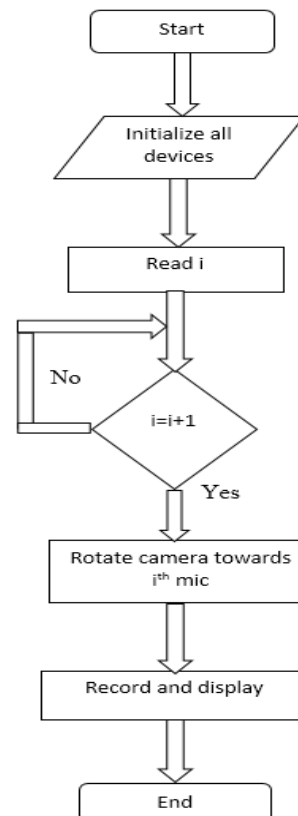 Start
Initialize all
devices
Read i
No
i=i+1
Yes
Rotate camera towards
iᵗʰ mic
Record and display
End